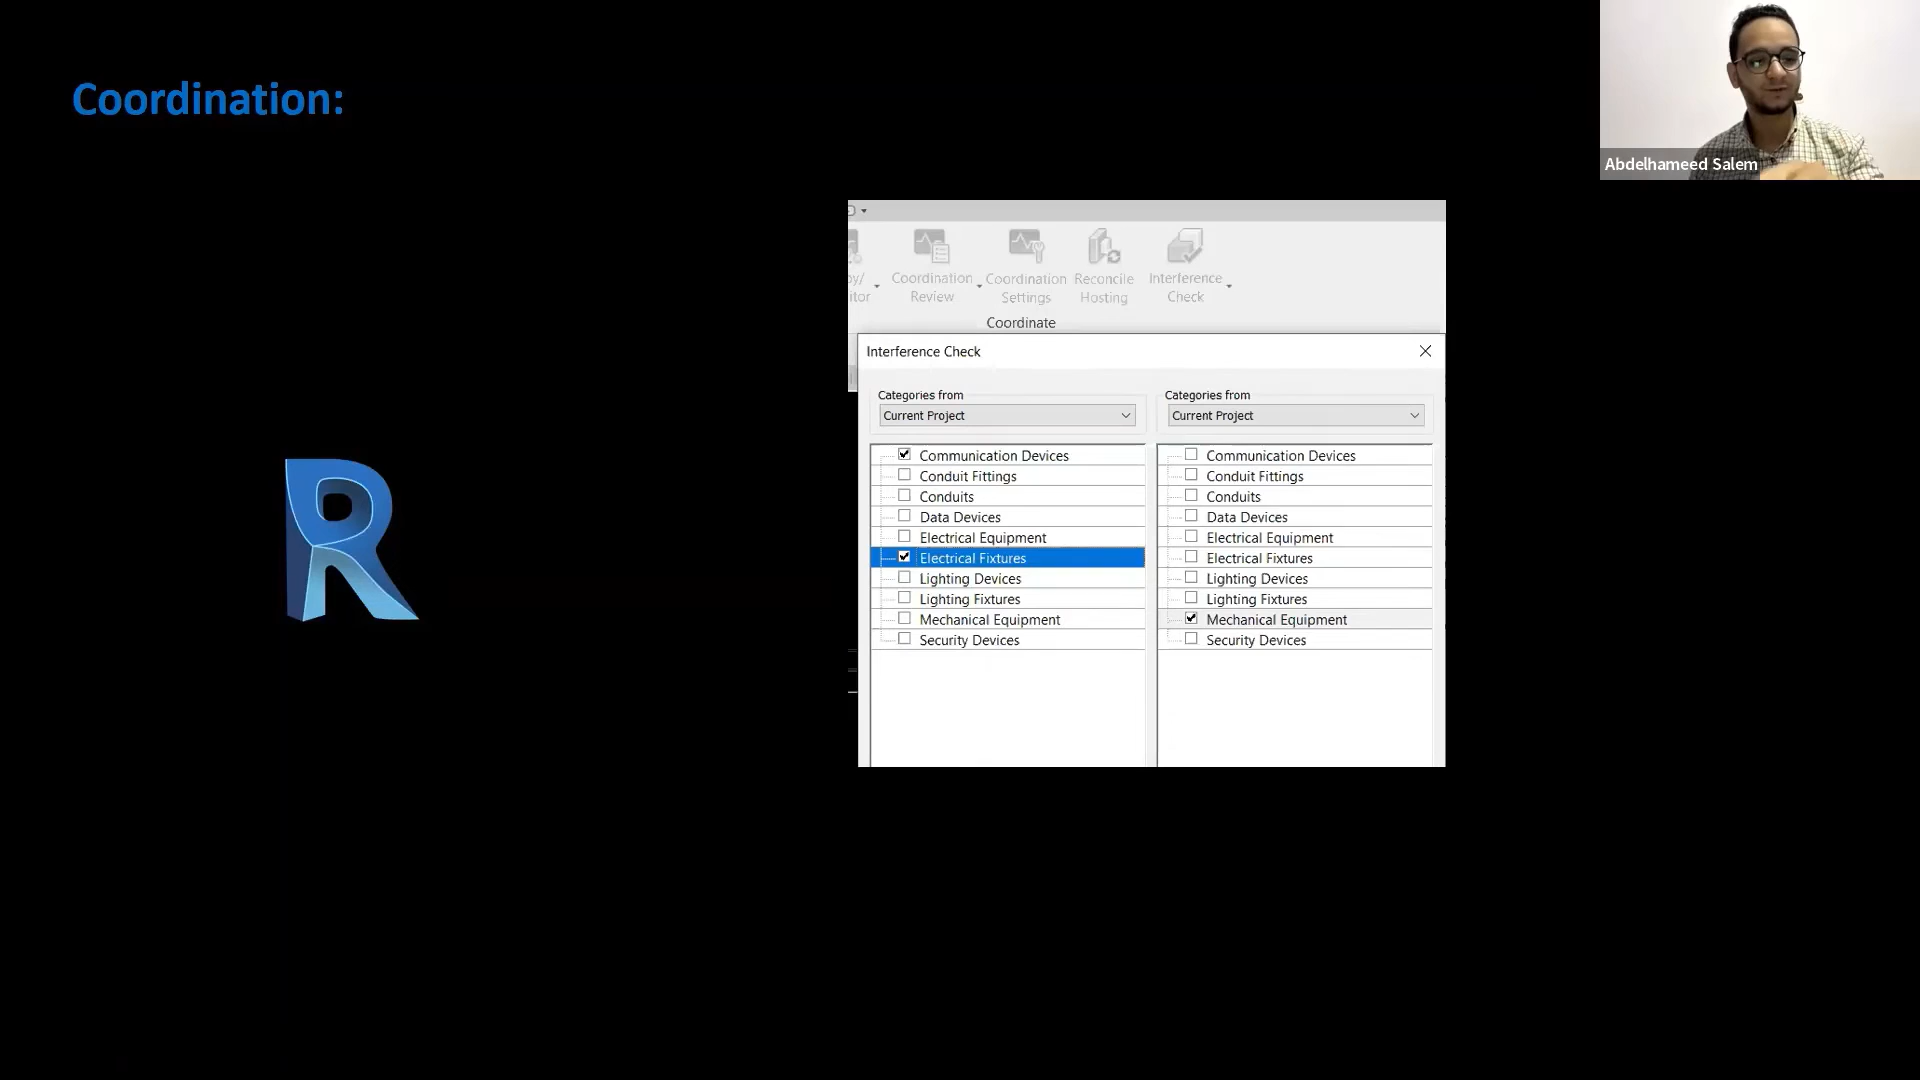 Coordination:
Abdelhameed Salem
Coordination
Review
Coordination
Settings
Reconcile
Hosting
Interference
Check
Coordinate
Interference Check
Categories from
Current Project
Communication Devices
Conduit Fittings
Conduits
Data Devices
Electrical Equipment
Electrical Fixtures
Lighting Devices
Lighting Fixtures
Mechanical Equipment
Security Devices
Categories from
Current Project
Communication Devices
Conduit Fittings
Conduits
Data Devices
Electrical Equipment
Electrical Fixtures
Lighting Devices
Lighting Fixtures
Mechanical Equipment
Security Devices